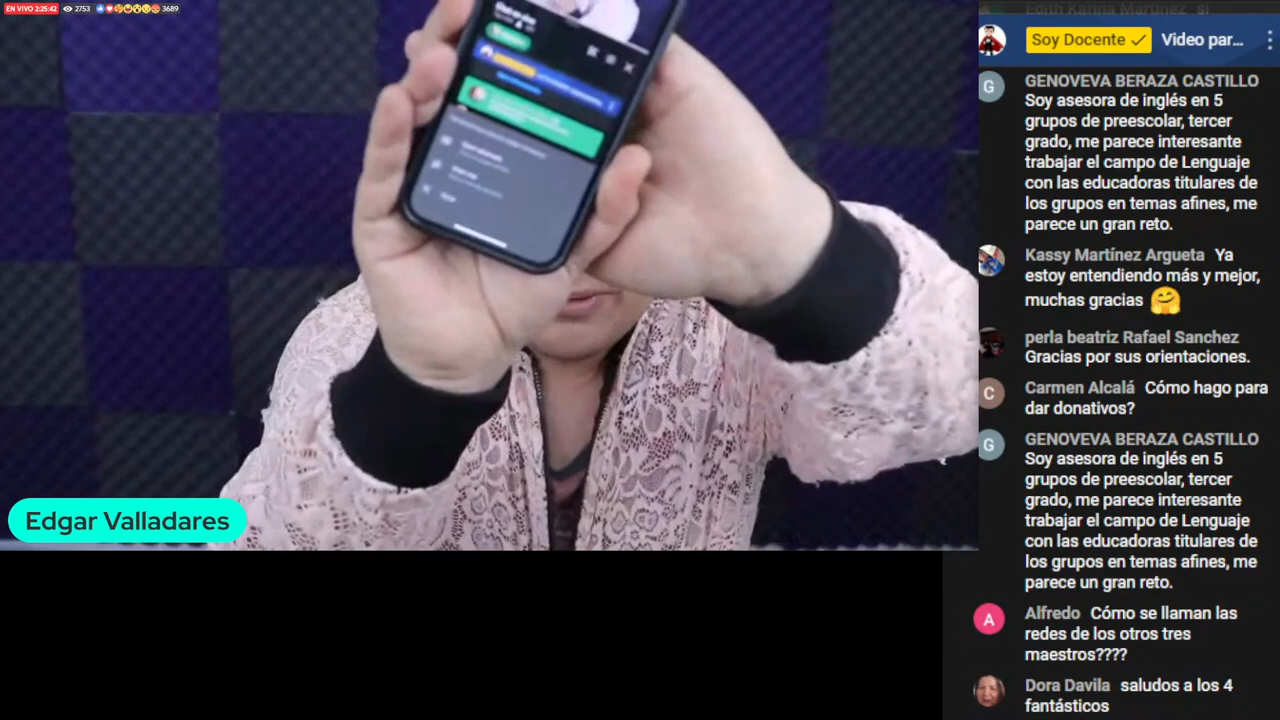 EN VIVO 2:25:42 2753 3689
Edith Karina Martinez si
Soy Docente ✓ Video par...
GENOVEVA BERAZA CASTILLO
Soy asesora de inglés en 5
grupos de preescolar, tercer
grado, me parece interesante
trabajar el campo de Lenguaje
con las educadoras titulares de
los grupos en temas afines, me
parece un gran reto.
Kassy Martínez Argueta Ya
estoy entendiendo más y mejor,
muchas gracias 🤗
perla beatriz Rafael Sanchez
Gracias por sus orientaciones.
Carmen Alcalá Cómo hago para
dar donativos?
GENOVEVA BERAZA CASTILLO
Soy asesora de inglés en 5
grupos de preescolar, tercer
grado, me parece interesante
trabajar el campo de Lenguaje
con las educadoras titulares de
los grupos en temas afines, me
parece un gran reto.
Alfredo Cómo se llaman las
redes de los otros tres
maestros????
Dora Davila saludos a los 4
fantásticos
Edgar Valladares
G
C
G
A